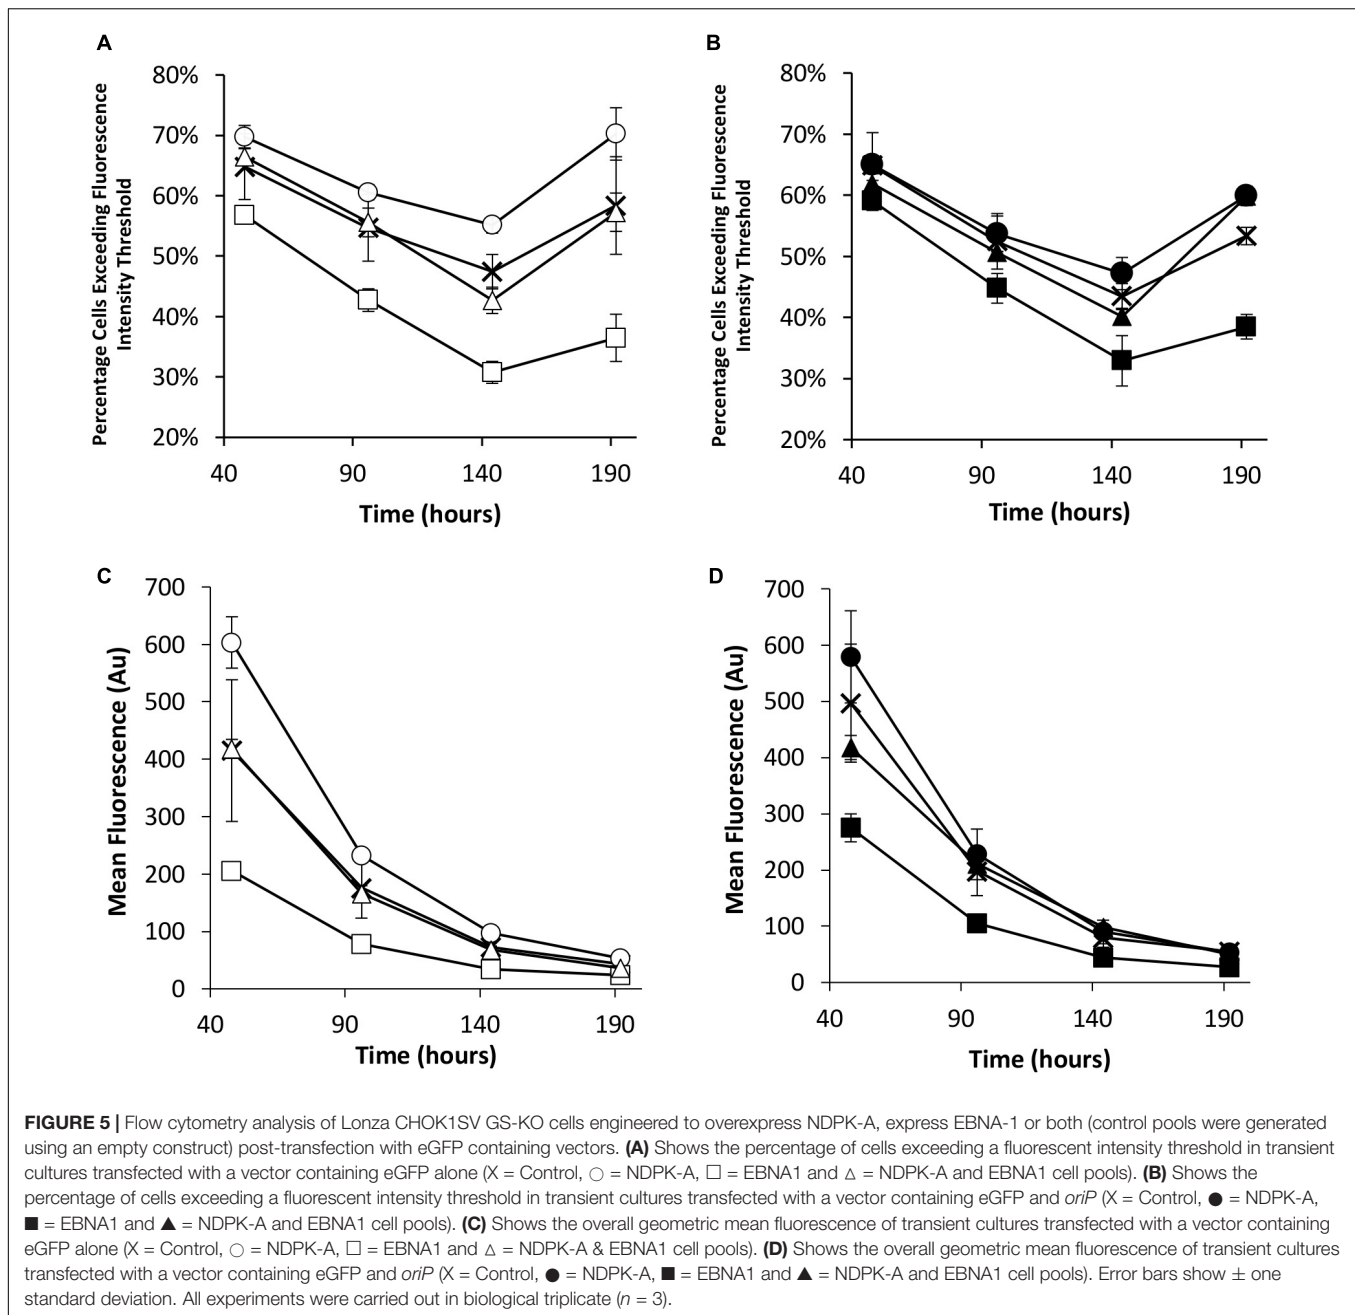 A
Percentage Cells Exceeding Fluorescence
Intensity Threshold
80%
70%
60%
50%
40%
30%
20%
40 90 140 190
Time (hours)
B
Percentage Cells Exceeding Fluorescence
Intensity Threshold
80%
70%
60%
50%
40%
30%
20%
40 90 140 190
Time (hours)
C
Mean Fluorescence (Au)
700
600
500
400
300
200
100
0
40 90 140 190
Time (hours)
D
Mean Fluorescence (Au)
700
600
500
400
300
200
100
0
40 90 140 190
Time (hours)
FIGURE 5 | Flow cytometry analysis of Lonza CHOK1SV GS-KO cells engineered to overexpress NDPK-A, express EBNA-1 or both (control pools were generated
using an empty construct) post-transfection with eGFP containing vectors. (A) Shows the percentage of cells exceeding a fluorescent intensity threshold in transient
cultures transfected with a vector containing eGFP alone (X = Control, ○ = NDPK-A, □ = EBNA1 and △ = NDPK-A and EBNA1 cell pools). (B) Shows the
percentage of cells exceeding a fluorescent intensity threshold in transient cultures transfected with a vector containing eGFP and oriP (X = Control, ● = NDPK-A,
■ = EBNA1 and ▲ = NDPK-A and EBNA1 cell pools). (C) Shows the overall geometric mean fluorescence of transient cultures transfected with a vector containing
eGFP alone (X = Control, ○ = NDPK-A, □ = EBNA1 and △ = NDPK-A & EBNA1 cell pools). (D) Shows the overall geometric mean fluorescence of transient cultures
transfected with a vector containing eGFP and oriP (X = Control, ● = NDPK-A, ■ = EBNA1 and ▲ = NDPK-A and EBNA1 cell pools). Error bars show ± one
standard deviation. All experiments were carried out in biological triplicate (n = 3).